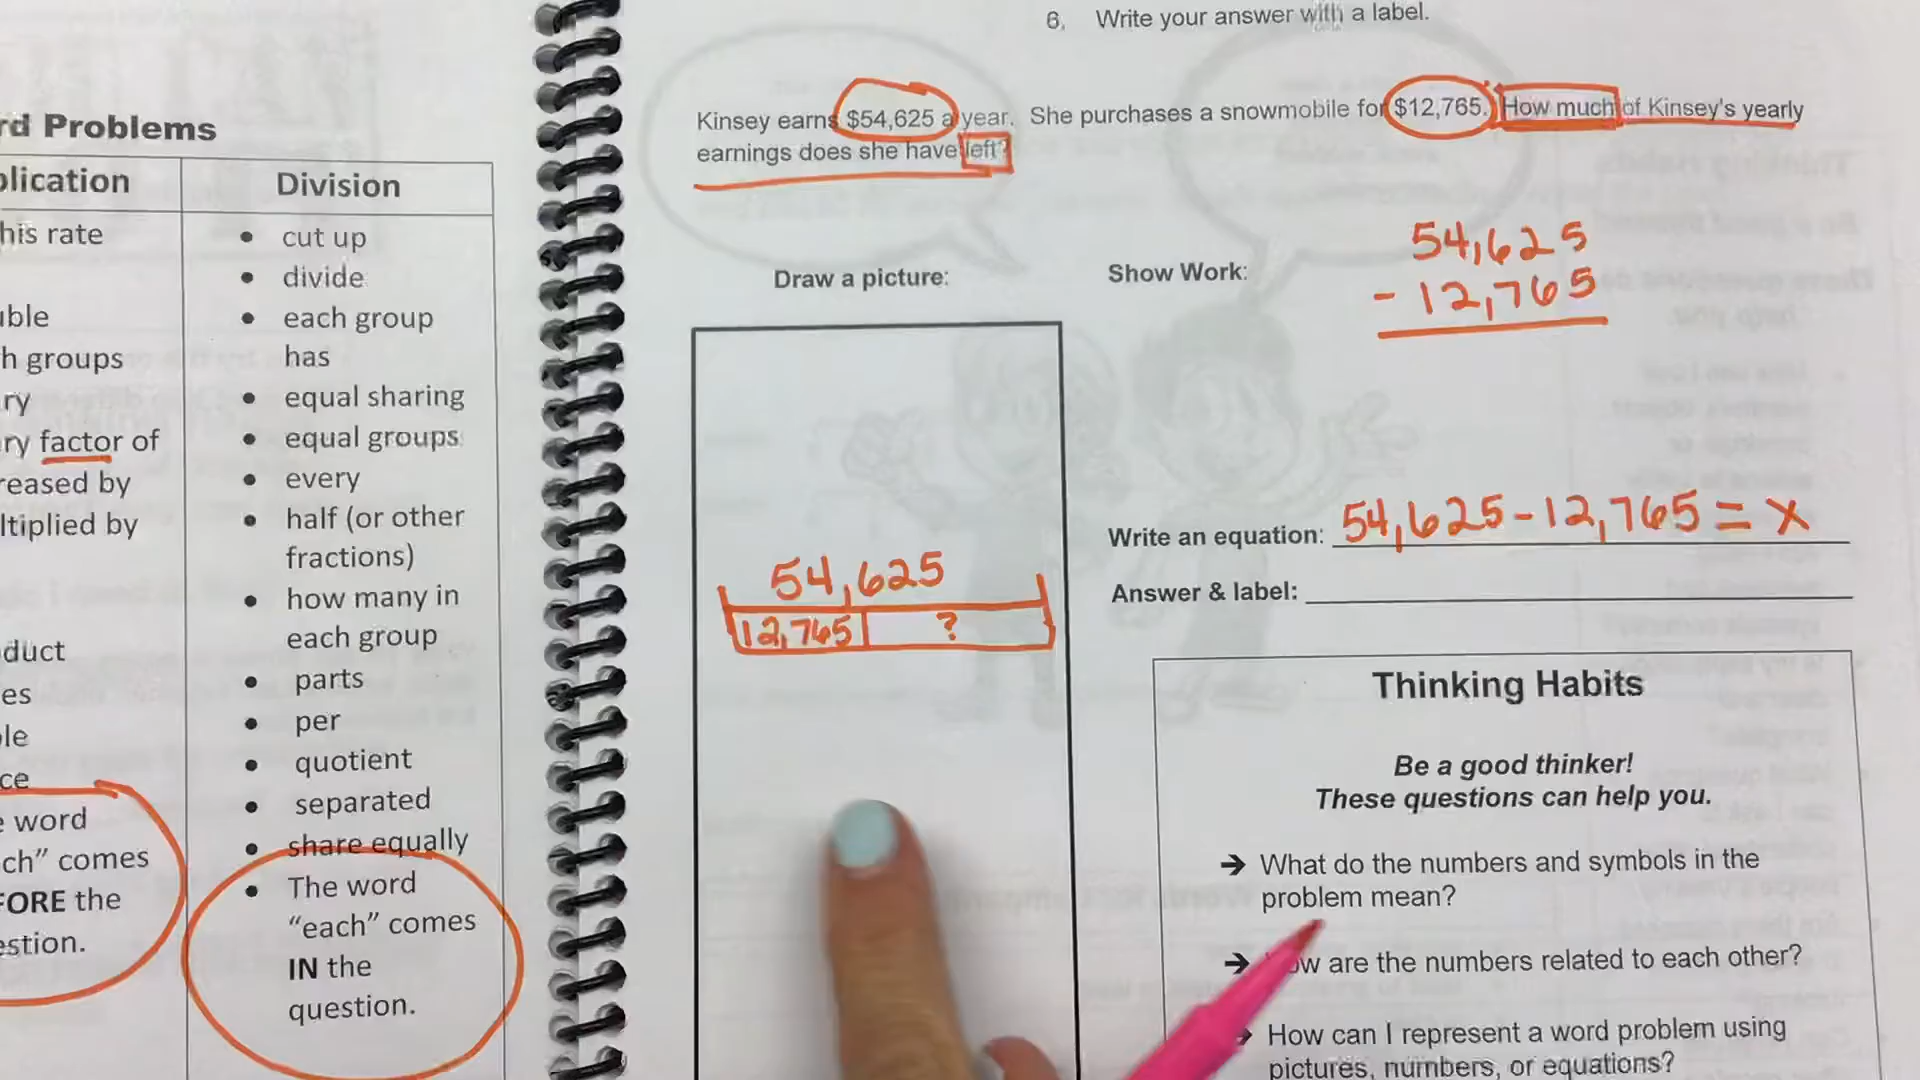 rd Problems
plication
Division
his rate
uble
h groups
ry
ry factor of
reased by
ltiplied by
duct
es
le
ce
e word
ch” comes
FORE the
estion.
• cut up
• divide
• each group
has
• equal sharing
• equal groups
• every
• half (or other
fractions)
• how many in
each group
• parts
• per
• quotient
• separated
• share equally
• The word
“each” comes
IN the
question.
6. Write your answer with a label.
Kinsey earns $54,625 a year. She purchases a snowmobile for $12,765. How much of Kinsey's yearly
earnings does she have left?
Draw a picture:
54,625
12,765 ?
Show Work:
54,625
- 12,765
Write an equation: 54,625-12,765 = x
Answer & label:
Thinking Habits
Be a good thinker!
These questions can help you.
→ What do the numbers and symbols in the
problem mean?
→ How are the numbers related to each other?
→ How can I represent a word problem using
pictures, numbers, or equations?